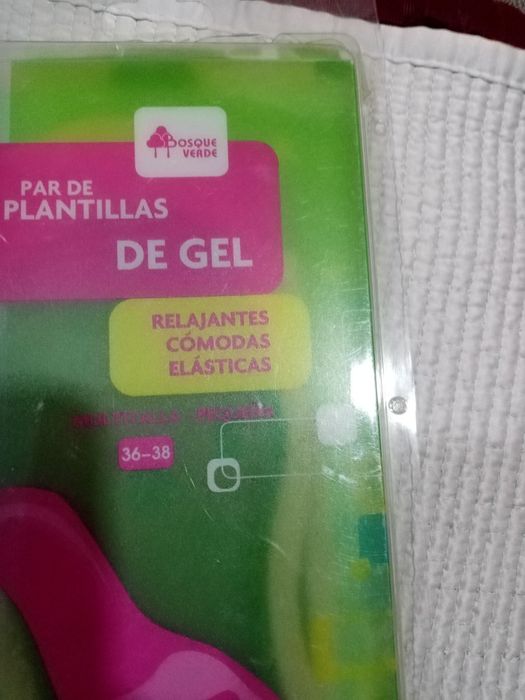 BOSQUE
VERDE
PAR DE
PLANTILLAS
DE GEL
RELAJANTES
CÓMODAS
ELÁSTICAS
36-38